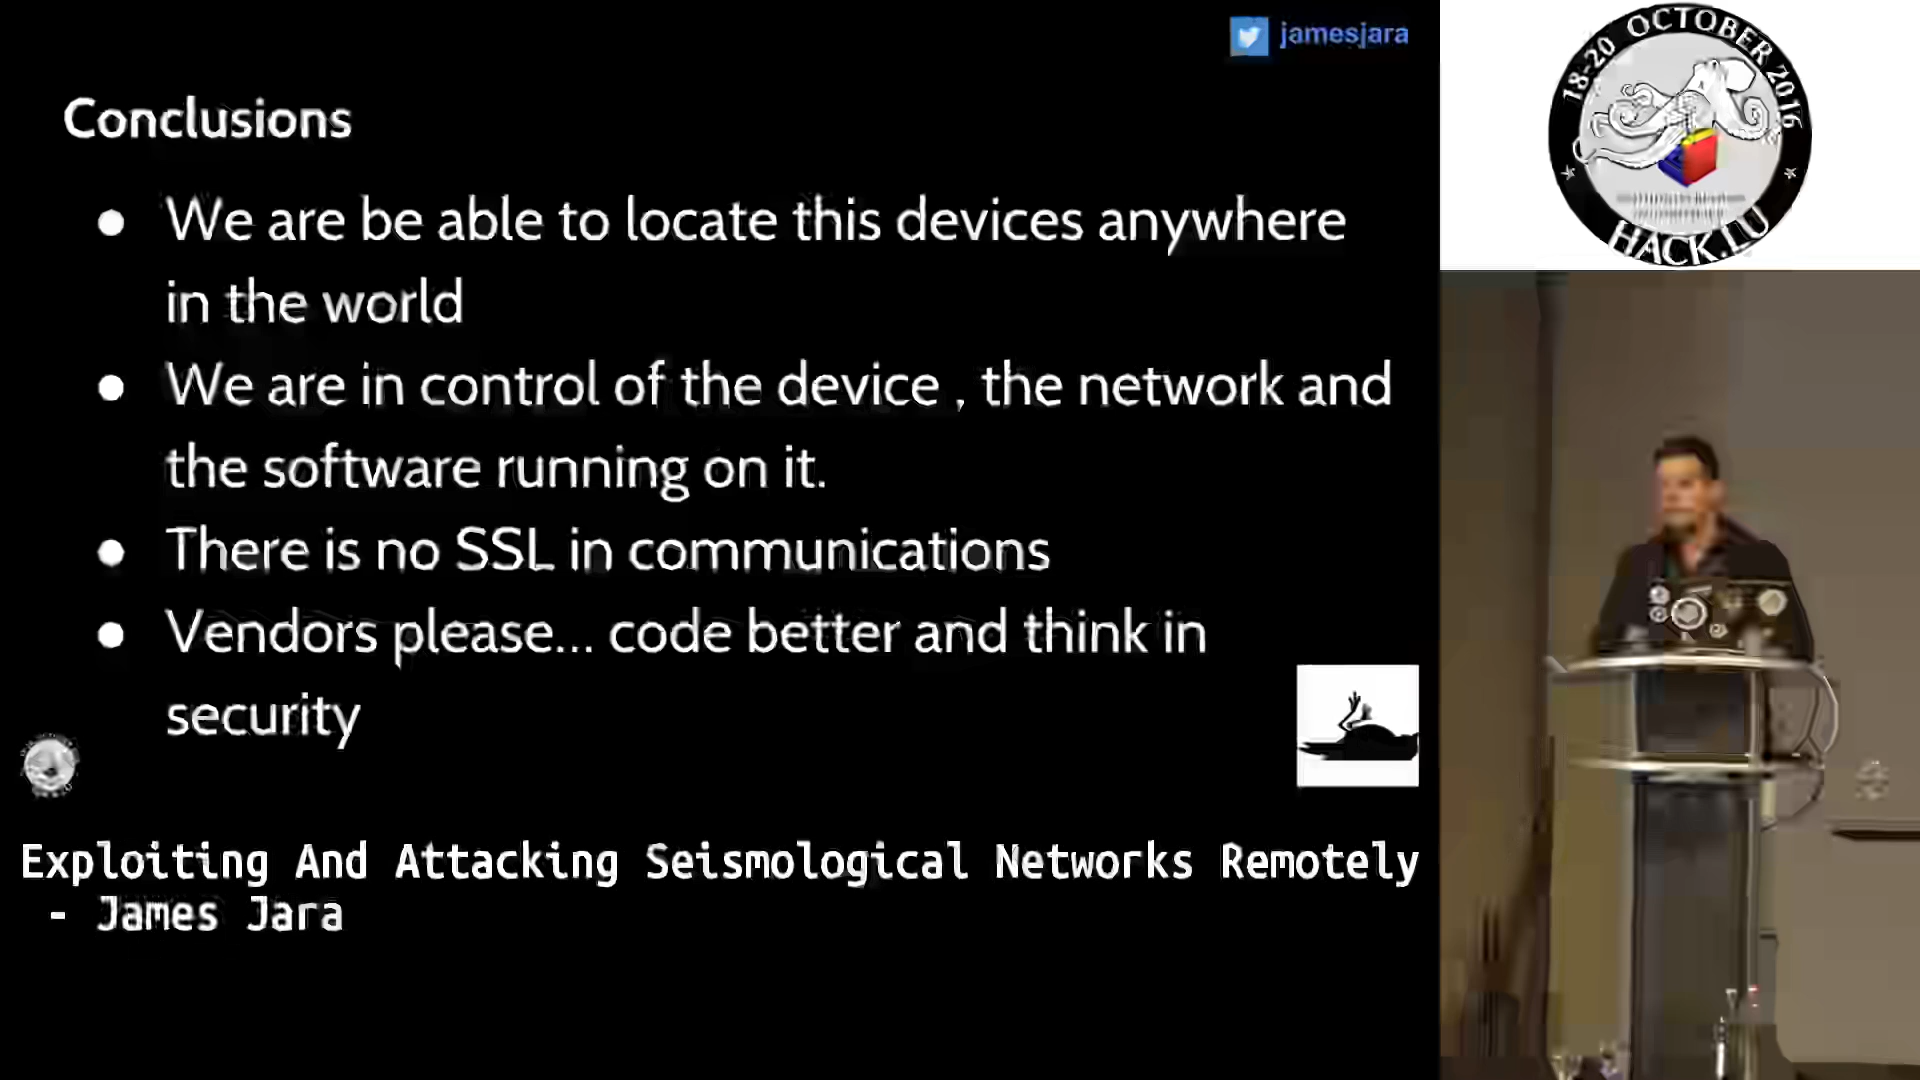 jamesjara
Conclusions
● We are be able to locate this devices anywhere
in the world
● We are in control of the device , the network and
the software running on it.
● There is no SSL in communications
● Vendors please... code better and think in
security
Exploiting And Attacking Seismological Networks Remotely
- James Jara
18-20 OCTOBER 2016
HACK.LU